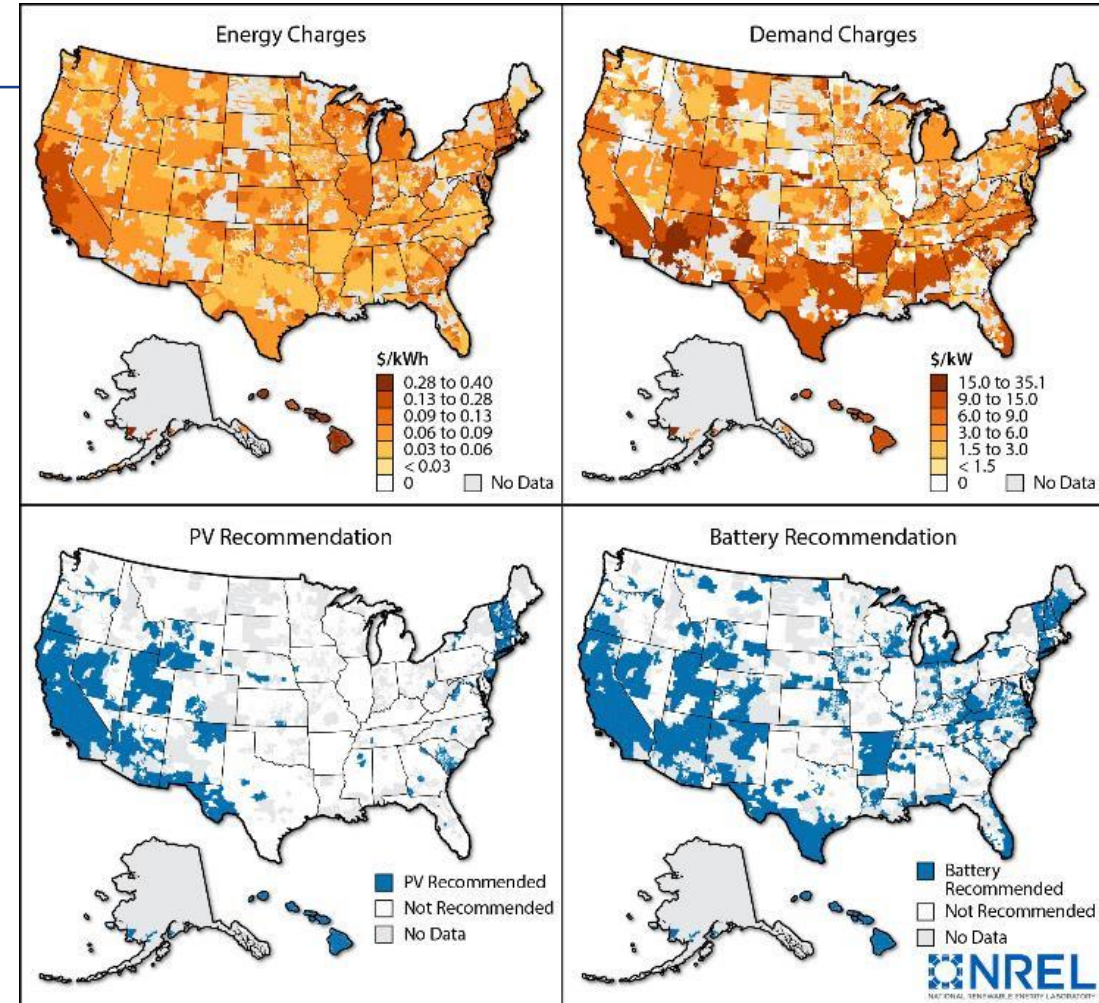 Energy Charges
$/kWh
0.28 to 0.40
0.13 to 0.28
0.09 to 0.13
0.06 to 0.09
0.03 to 0.06
< 0.03
0
No Data
Demand Charges
$/kW
15.0 to 35.1
9.0 to 15.0
6.0 to 9.0
3.0 to 6.0
1.5 to 3.0
< 1.5
0
No Data
PV Recommendation
PV Recommended
Not Recommended
No Data
Battery Recommendation
Battery
Recommended
Not Recommended
No Data
NREL
NATIONAL RENEWABLE ENERGY LABORATORY